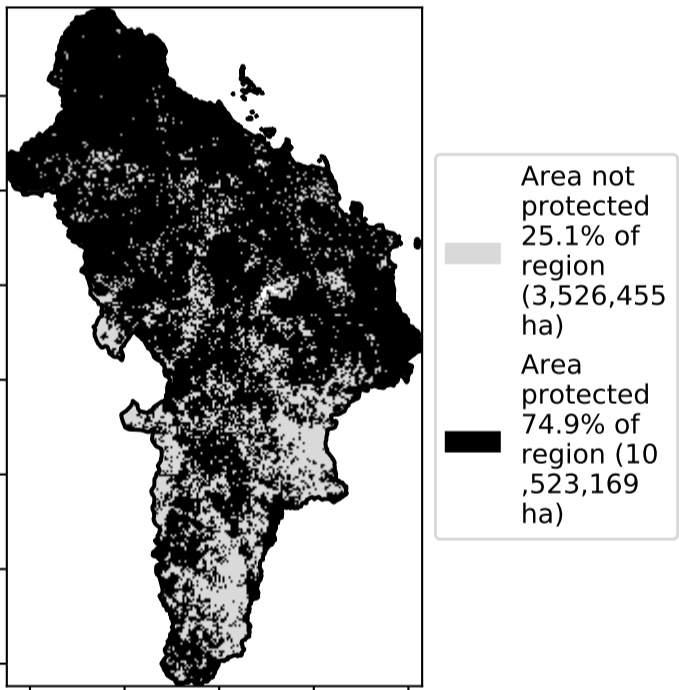 Area not
protected
25.1% of
region
(3,526,455
ha)
Area
protected
74.9% of
region (10
,523,169
ha)